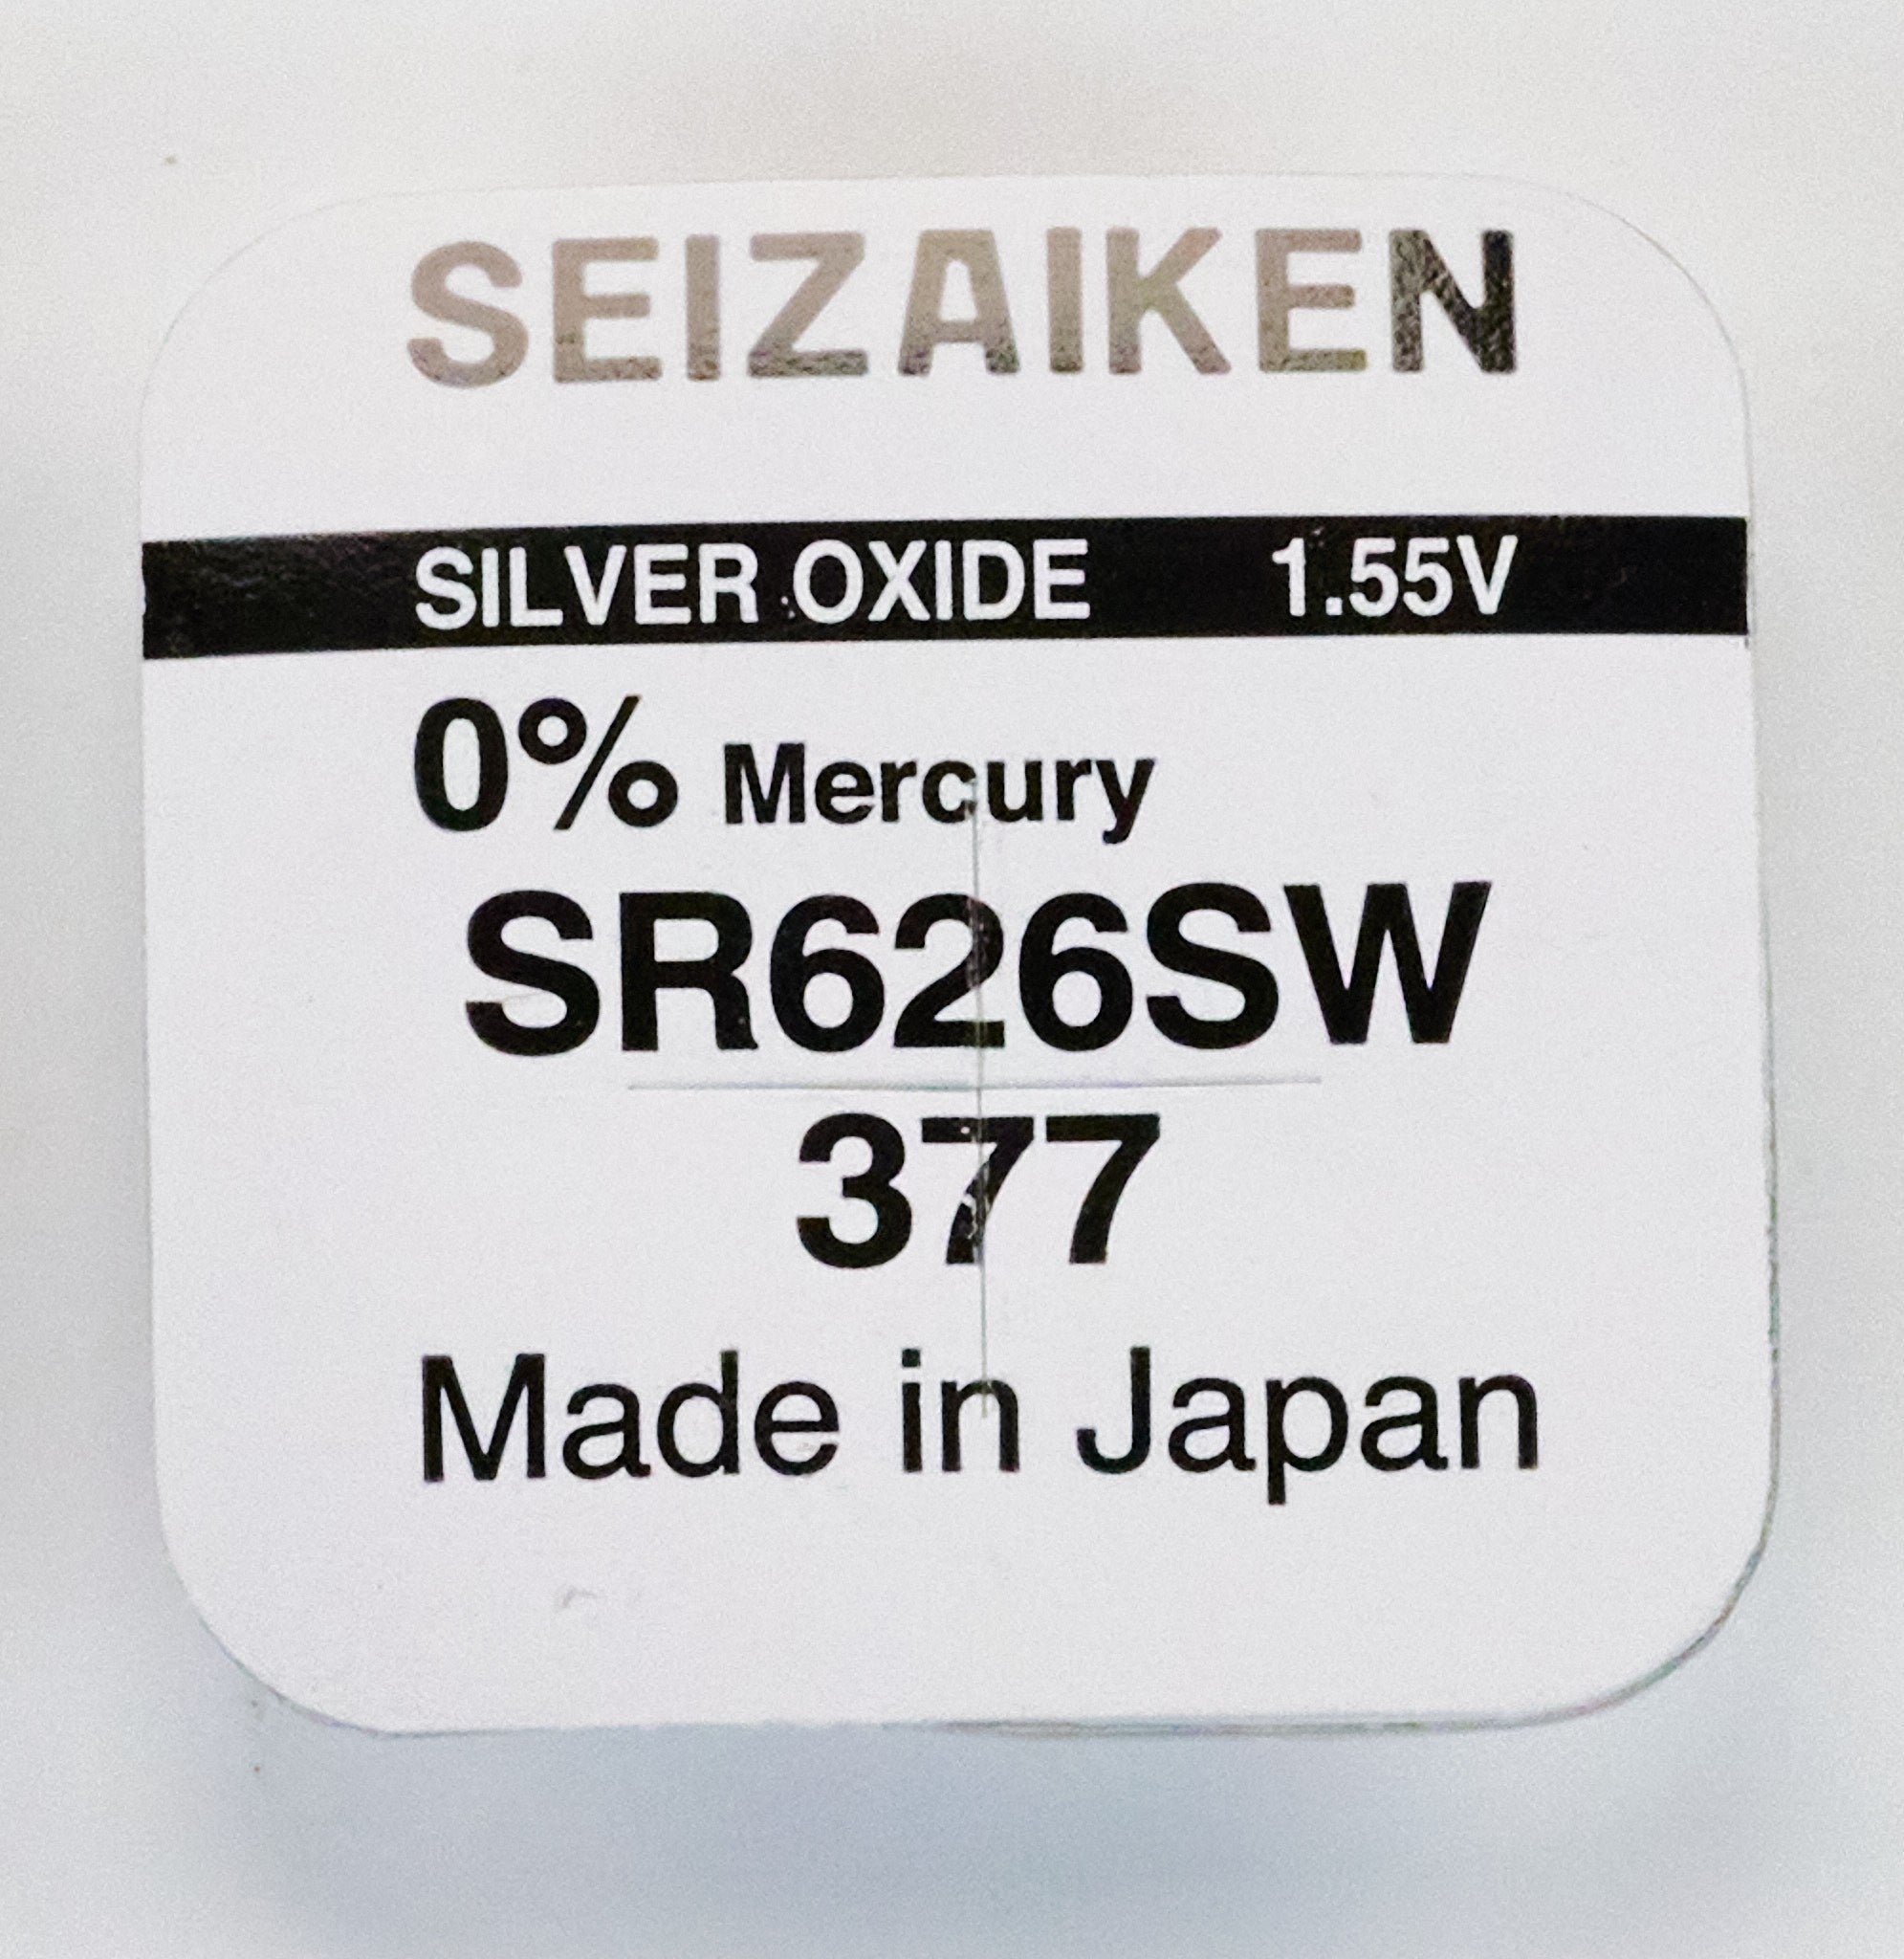 SEIZAIKEN
SILVER OXIDE 1.55V
0% Mercury
SR626SW
377
Made in Japan